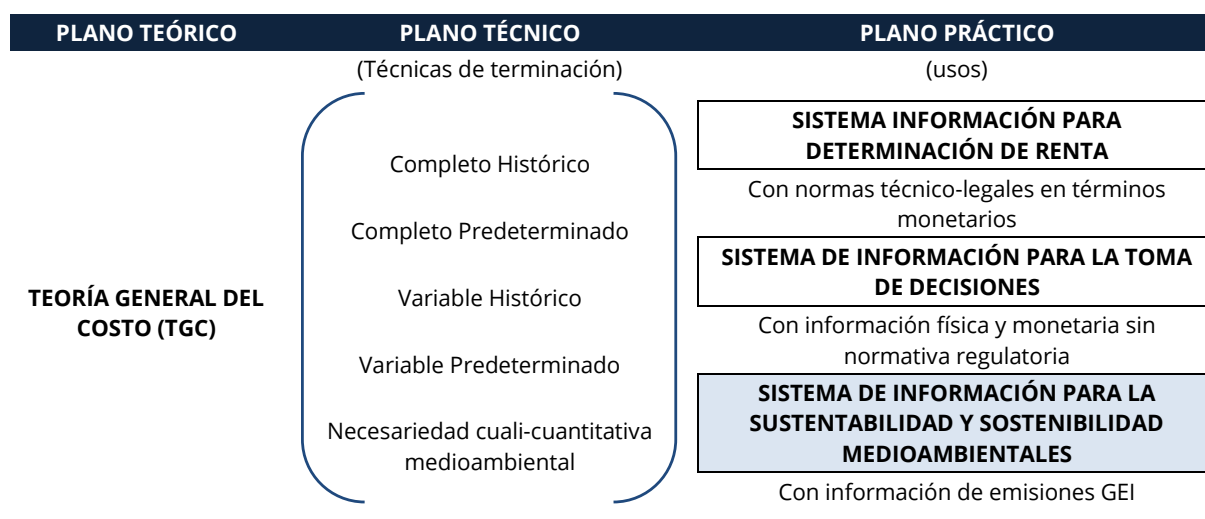 PLANO TEÓRICO
PLANO TÉCNICO
PLANO PRÁCTICO
(Técnicas de terminación)
(usos)
TEORÍA GENERAL DEL
COSTO (TGC)
Completo Histórico
Completo Predeterminado
Variable Histórico
Variable Predeterminado
Necesariedad cuali-cuantitativa
medioambiental
SISTEMA INFORMACIÓN PARA
DETERMINACIÓN DE RENTA
Con normas técnico-legales en términos
monetarios
SISTEMA DE INFORMACIÓN PARA LA TOMA
DE DECISIONES
Con información física y monetaria sin
normativa regulatoria
SISTEMA DE INFORMACIÓN PARA LA
SUSTENTABILIDAD Y SOSTENIBILIDAD
MEDIOAMBIENTALES
Con información de emisiones GEI